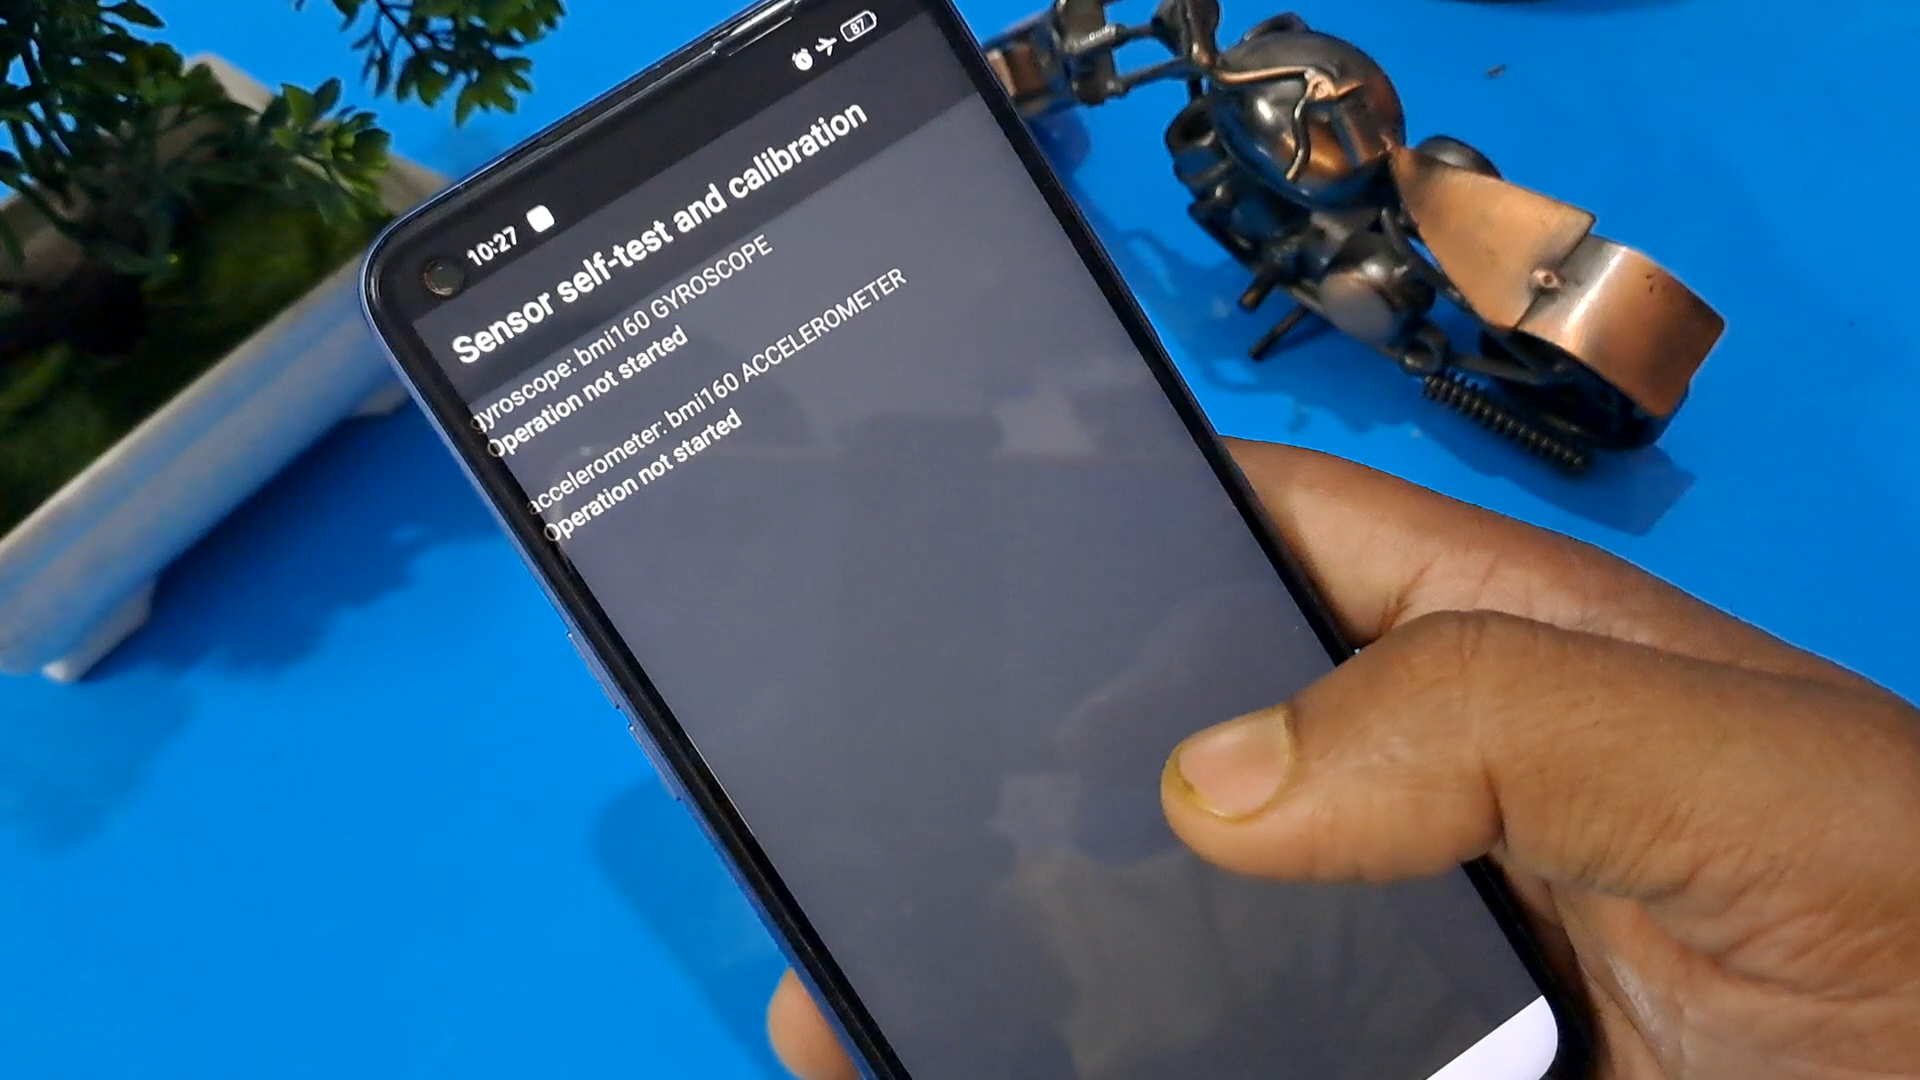 10:27
87
Sensor self-test and calibration
gyroscope: bmi160 GYROSCOPE
Operation not started
accelerometer: bmi160 ACCELEROMETER
Operation not started